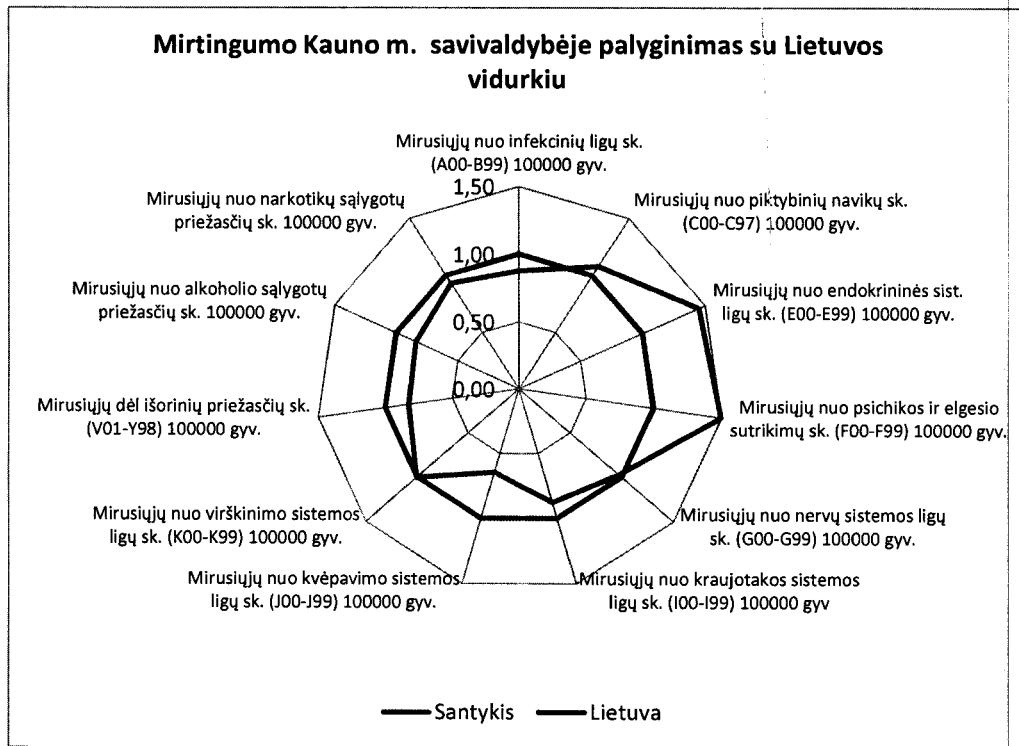 Mirtingumo Kauno m. savivaldybėje palyginimas su Lietuvos
vidurkiu
Mirusiųjų nuo infekcinių ligų sk.
(A00-B99) 100000 gyv.
Mirusiųjų nuo piktybinių navikų sk.
(C00-C97) 100000 gyv.
Mirusiųjų nuo endokrininės sist.
ligų sk. (E00-E99) 100000 gyv.
Mirusiųjų nuo psichikos ir elgesio
sutrikimų sk. (F00-F99) 100000 gyv.
Mirusiųjų nuo nervų sistemos ligų
sk. (G00-G99) 100000 gyv.
Mirusiųjų nuo kraujotakos sistemos
ligų sk. (I00-I99) 100000 gyv
Mirusiųjų nuo kvėpavimo sistemos
ligų sk. (J00-J99) 100000 gyv.
Mirusiųjų nuo virškinimo sistemos
ligų sk. (K00-K99) 100000 gyv.
Mirusiųjų dėl išorinių priežasčių sk.
(V01-Y98) 100000 gyv.
Mirusiųjų nuo alkoholio sąlygotų
priežasčių sk. 100000 gyv.
Mirusiųjų nuo narkotikų sąlygotų
priežasčių sk. 100000 gyv.
1,50
1,00
0,50
0,00
Santykis
Lietuva